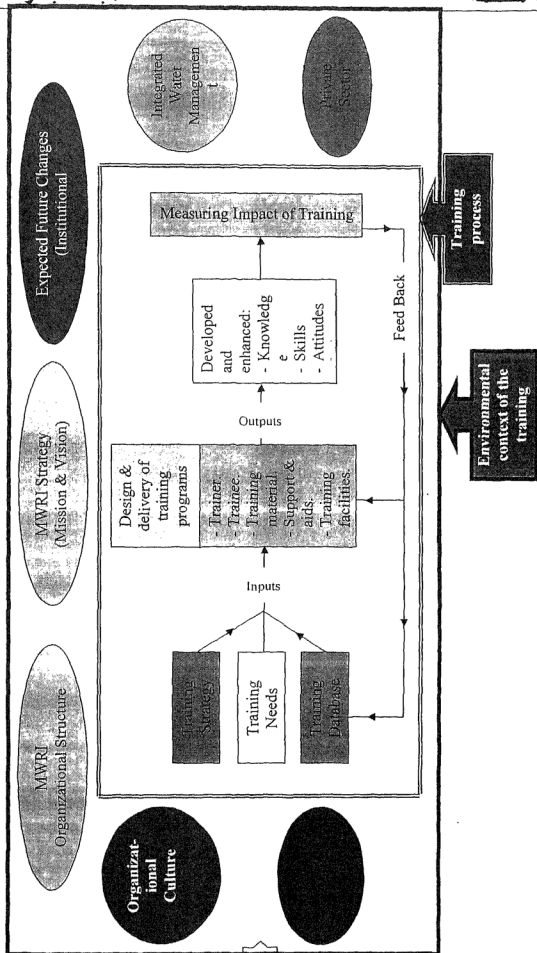 MWRI
Organizational Structure
MWRI Strategy
(Mission & Vision)
Expected Future Changes
(Institutional
Organizat-
ional
Culture
Integrated
Water
Managemen
t
Private
Sector
Training
Strategy
Training
Needs
Training
Database
Inputs
Design &
delivery of
training
programs
- Trainer
- Trainee.
- Training
material.
- Support &
aids.
- Training
facilities.
Outputs
Developed
and
enhanced:
- Knowledg
e
- Skills
- Attitudes
Measuring Impact of Training
Feed Back
Environmental
context of the
training
Training
process